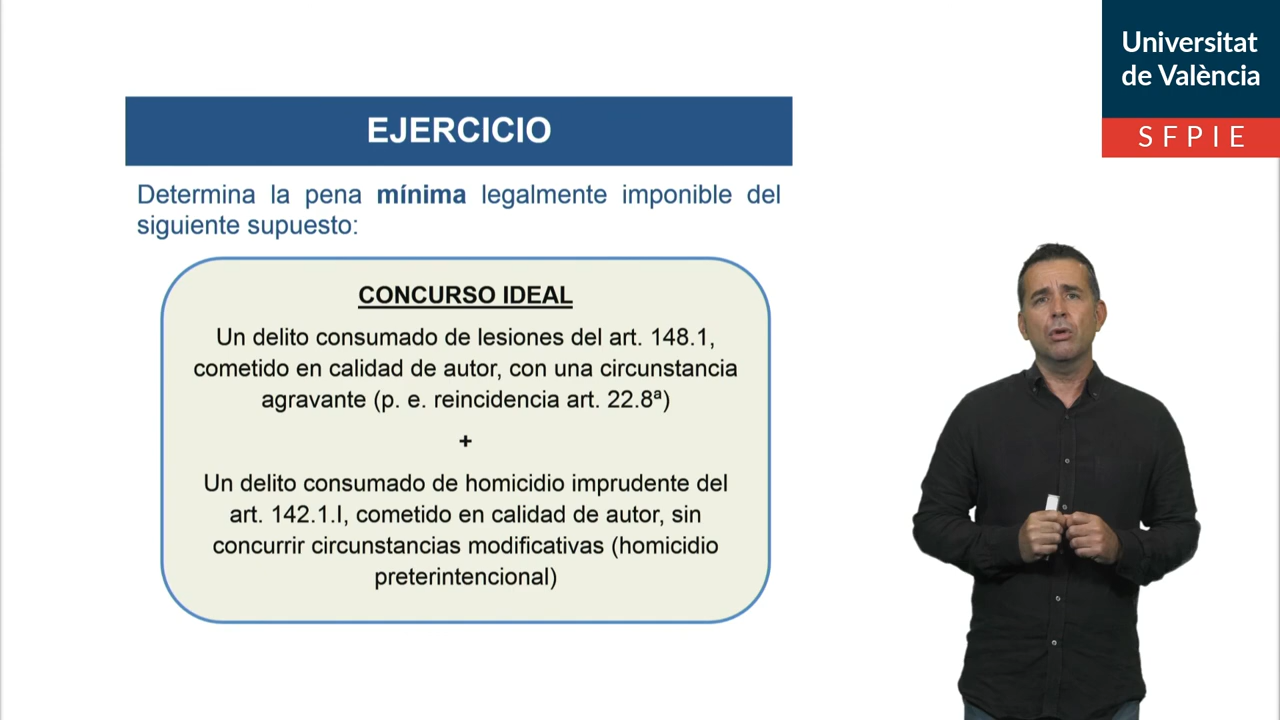 Universitat
de València
SFPIE
EJERCICIO
Determina la pena mínima legalmente imponible del
siguiente supuesto:
CONCURSO IDEAL
Un delito consumado de lesiones del art. 148.1,
cometido en calidad de autor, con una circunstancia
agravante (p. e. reincidencia art. 22.8ª)
+
Un delito consumado de homicidio imprudente del
art. 142.1.I, cometido en calidad de autor, sin
concurrir circunstancias modificativas (homicidio
preterintencional)